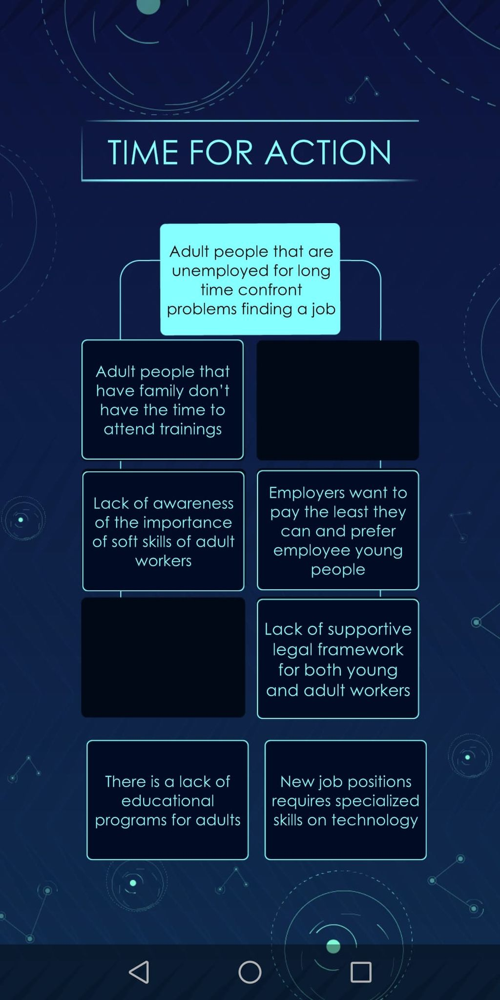 TIME FOR ACTION
Adult people that are
unemployed for long
time confront
problems finding a job
Adult people that
have family don't
have the time to
attend trainings
Lack of awareness
of the importance
of soft skills of adult
workers
Employers want to
pay the least they
can and prefer
employee young
people
Lack of supportive
legal framework
for both young
and adult workers
There is a lack of
educational
programs for adults
New job positions
requires specialized
skills on technology